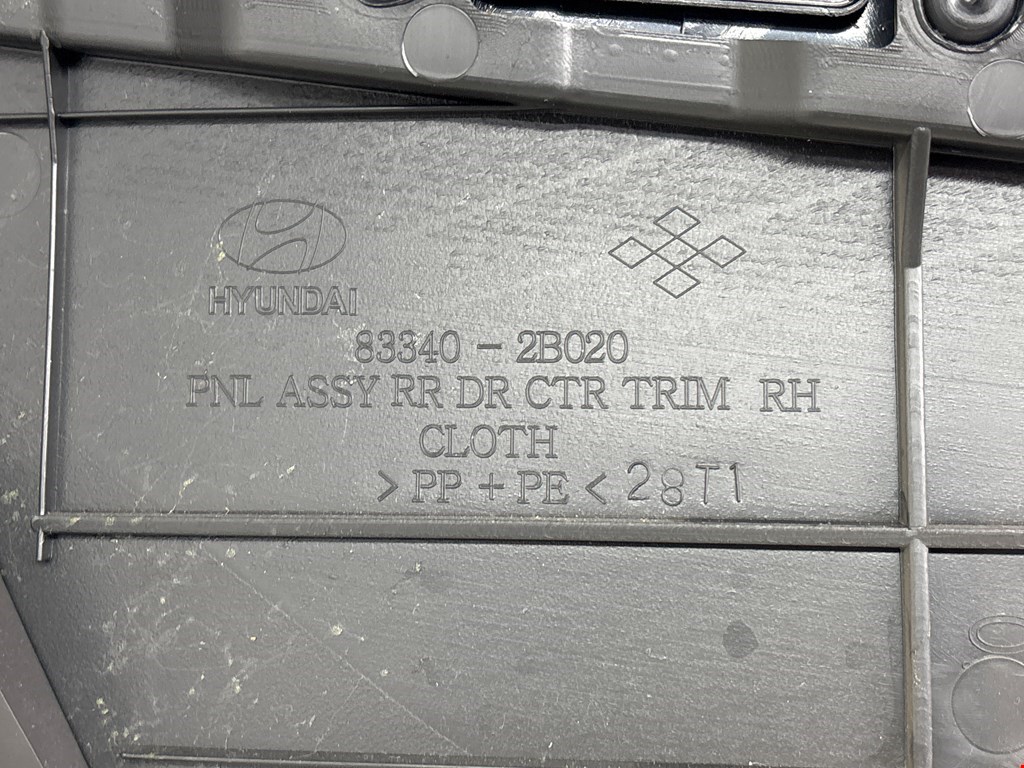 HYUNDAI
83340 - 2B020
PNL ASSY RR DR CTR TRIM RH
CLOTH
> PP + PE < 28T1